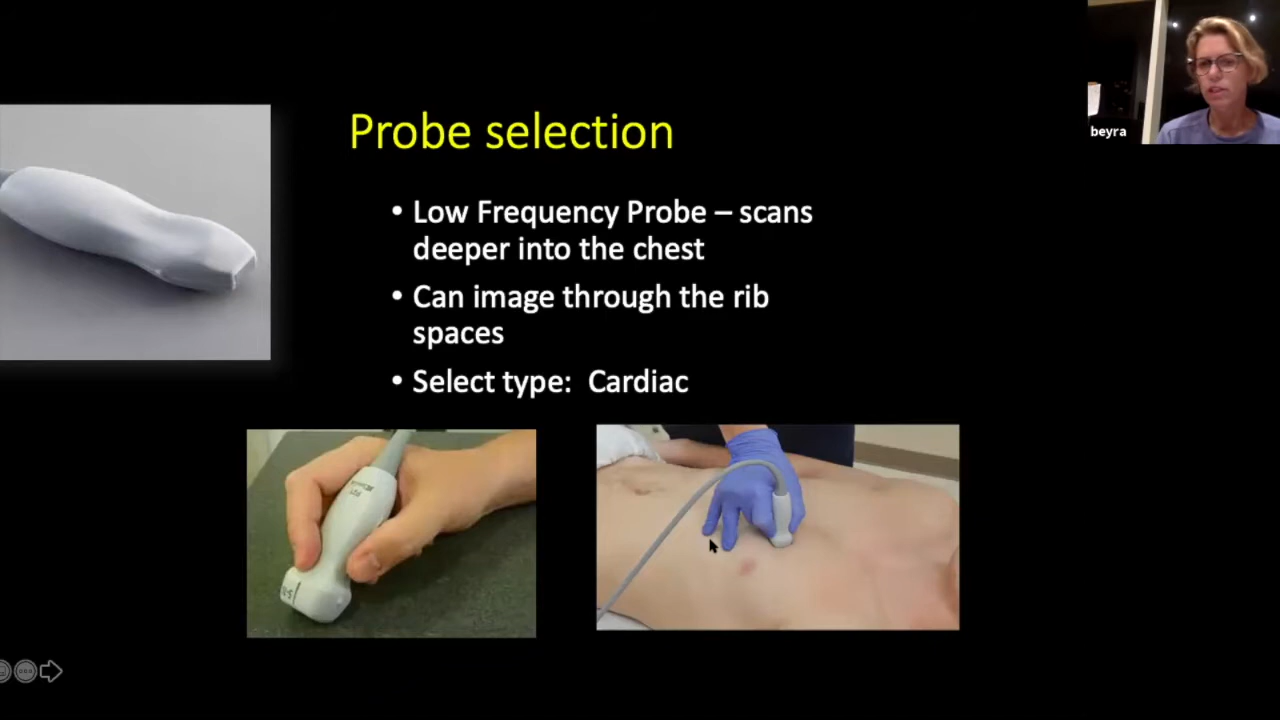 Probe selection
beyra
• Low Frequency Probe – scans
deeper into the chest
• Can image through the rib
spaces
• Select type:  Cardiac